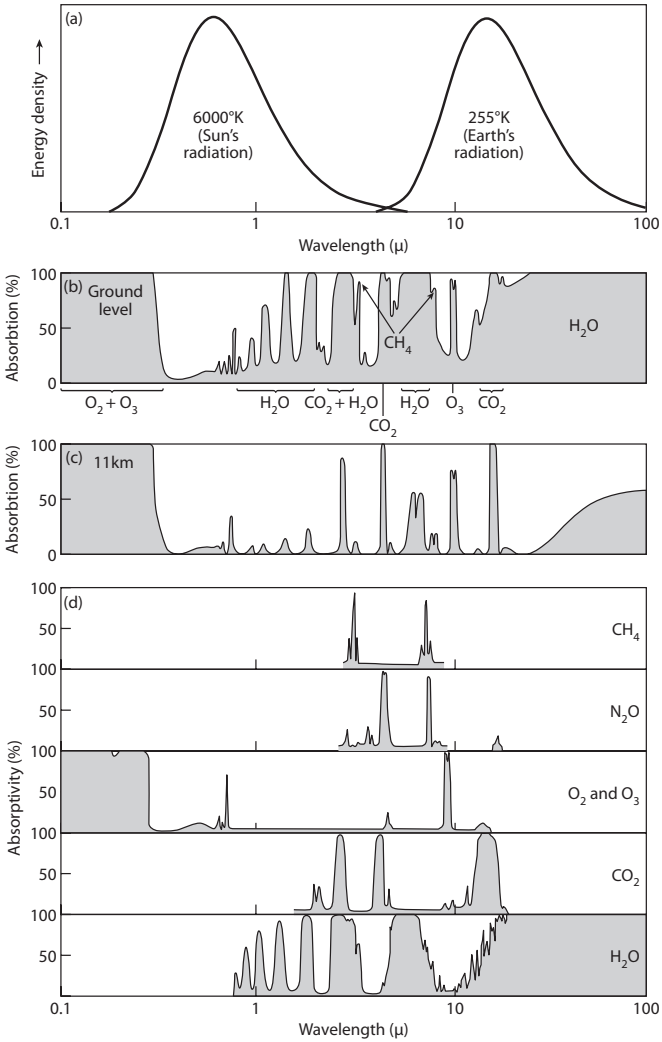 (a)
Energy density →
6000°K
(Sun's
radiation)
255°K
(Earth's
radiation)
0.1 1 10 100
Wavelength (μ)
(b)
Ground
level
Absorbtion (%)
100
50
0
CH₄
H₂O
O₂ + O₃ H₂O CO₂ + H₂O H₂O O₃ CO₂
CO₂
(c) 11km
Absorbtion (%)
100
50
0
(d)
Absorptivity (%)
100
50
CH₄
100
50
N₂O
100
50
O₂ and O₃
100
50
CO₂
100
50
H₂O
0.1 1 10 100
Wavelength (μ)